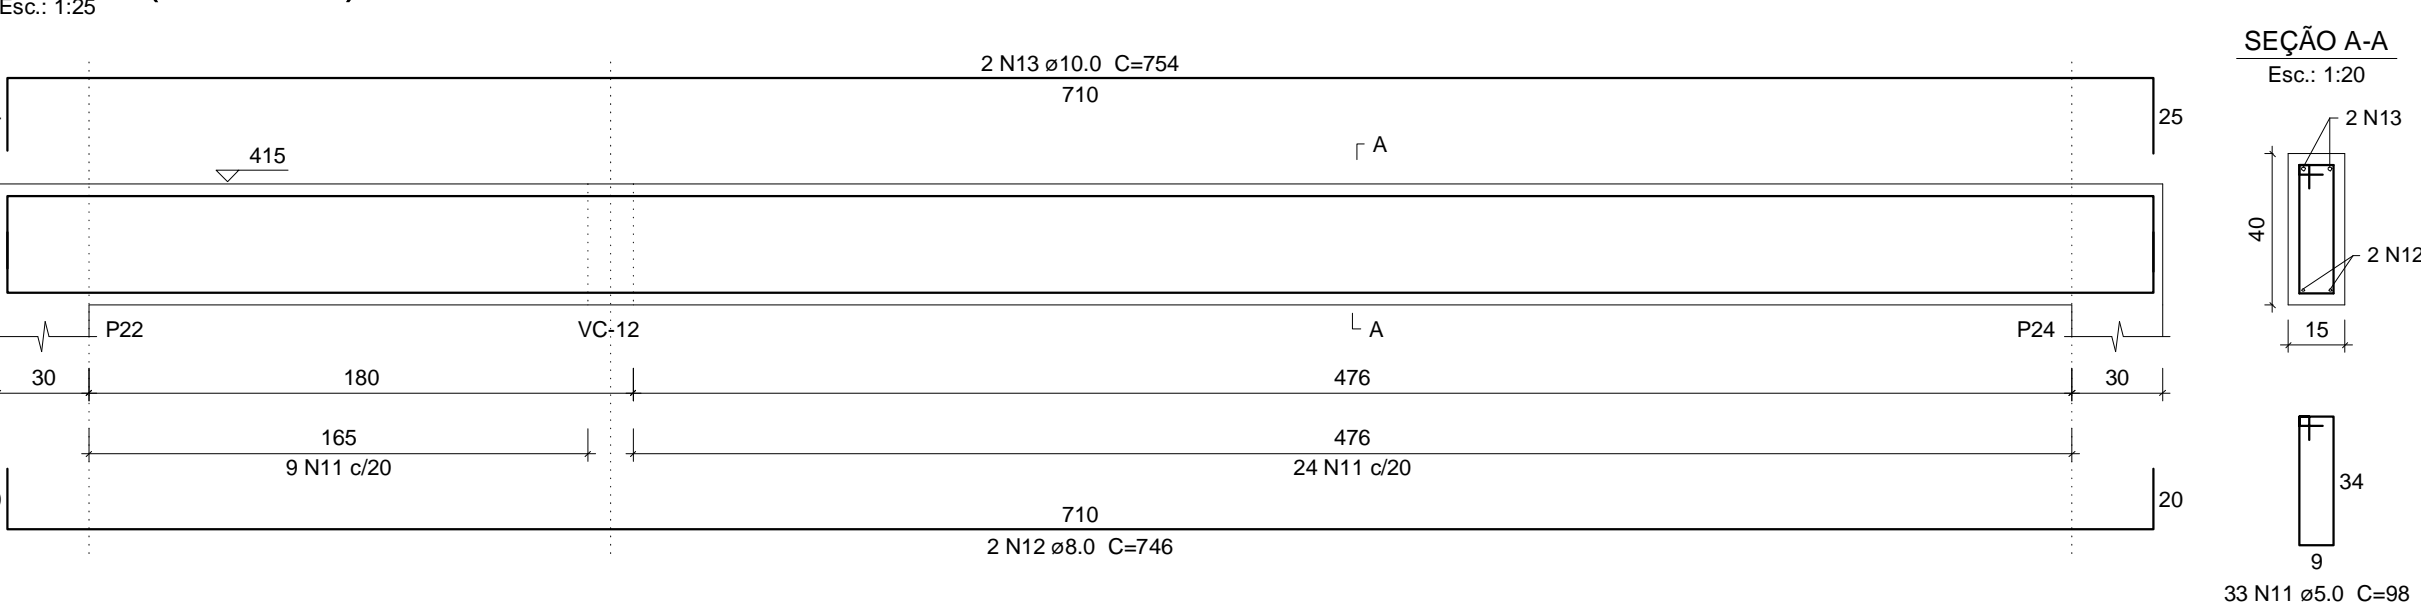 Esc.: 1:25
SEÇÃO A-A
Esc.: 1:20
2 N13 ø10.0 C=754
710
25
2 N13
A
415
40
2 N12
P22
VC-12
A
P24
15
30
180
476
30
165
476
9 N11 c/20
24 N11 c/20
34
710
20
2 N12 ø8.0 C=746
9
33 N11 ø5.0 C=98